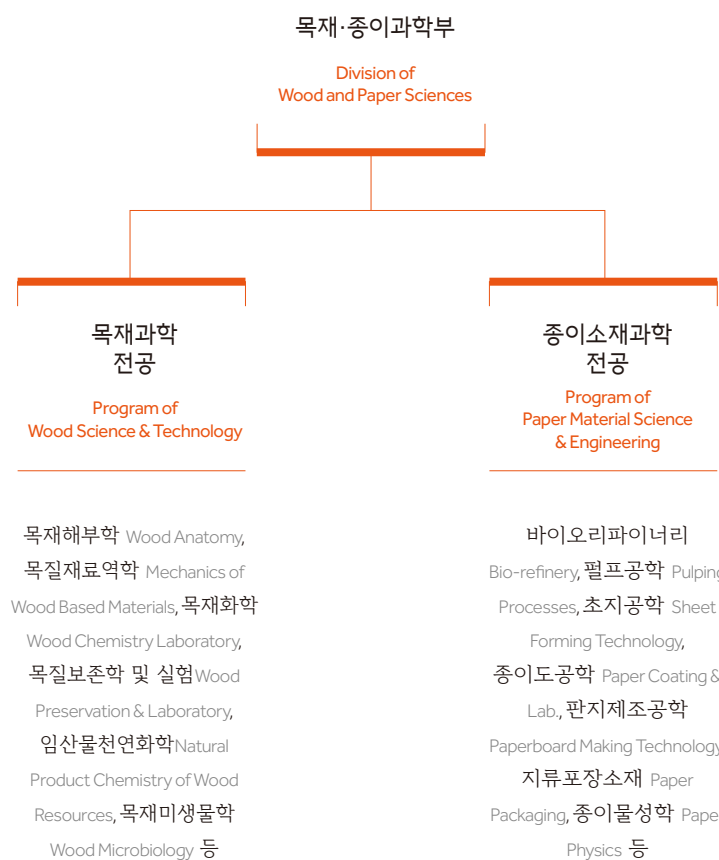 목재·종이과학부
Division of
Wood and Paper Sciences
목재과학
전공
Program of
Wood Science & Technology
목재해부학 Wood Anatomy,
목질재료역학 Mechanics of
Wood Based Materials, 목재화학
Wood Chemistry Laboratory,
목질보존학 및 실험Wood
Preservation & Laboratory,
임산물천연화학Natural
Product Chemistry of Wood
Resources, 목재미생물학
Wood Microbiology 등
종이소재과학
전공
Program of
Paper Material Science
& Engineering
바이오리파이너리
Bio-refinery, 펄프공학 Pulping
Processes, 초지공학 Sheet
Forming Technology,
종이도공학 Paper Coating &
Lab., 판지제조공학
Paperboard Making Technology
지류포장소재 Paper
Packaging, 종이물성학 Pape
Physics 등